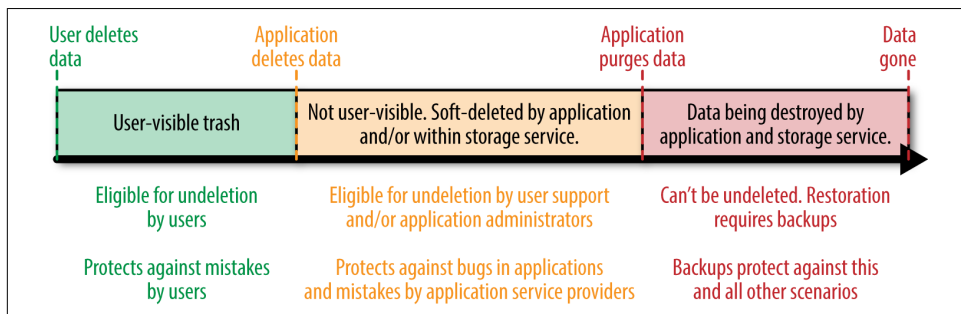 User deletes
data
Application
deletes data
Application
purges data
Data
gone
User-visible trash
Not user-visible. Soft-deleted by application
and/or within storage service.
Data being destroyed by
application and storage service.
Eligible for undeletion
by users
Eligible for undeletion by user support
and/or application administrators
Can't be undeleted. Restoration
requires backups
Protects against mistakes
by users
Protects against bugs in applications
and mistakes by application service providers
Backups protect against this
and all other scenarios